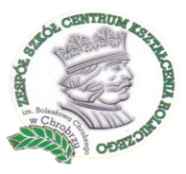 ZESPÓŁ SZKÓŁ CENTRUM KSZTAŁCENIA ROLNICZEGO
im. Bolesława Chrobrego
w Chrobrzu